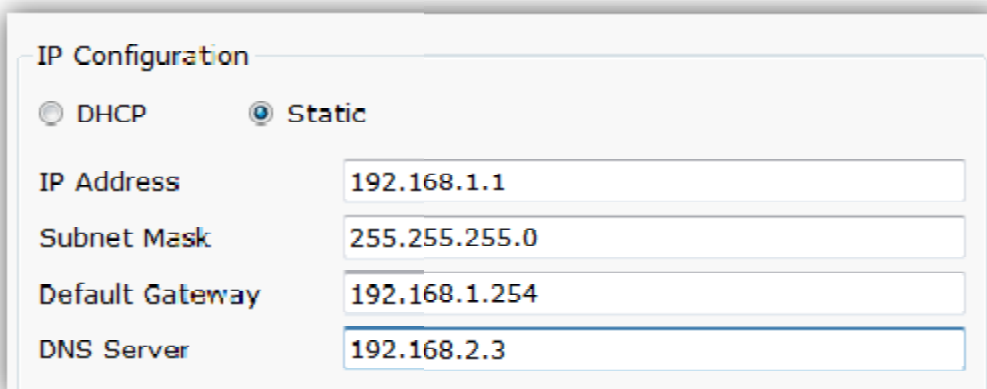 IP Configuration
DHCP Static
IP Address 192.168.1.1
Subnet Mask 255.255.255.0
Default Gateway 192.168.1.254
DNS Server 192.168.2.3